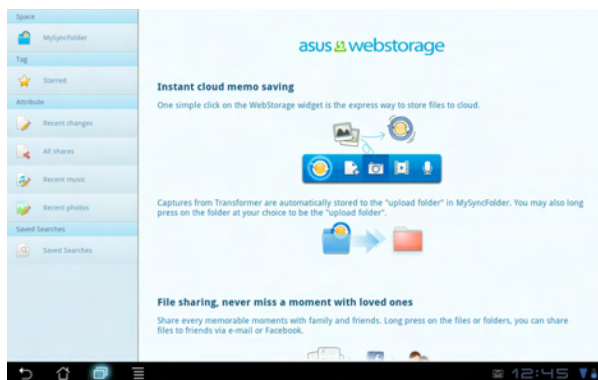 Space
MySyncFolder
Tag
Starred
Attribute
Recent changes
All shares
Recent music
Recent photos
Saved Searches
Saved Searches
asus webstorage
Instant cloud memo saving
One simple click on the WebStorage widget is the express way to store files to cloud.
Captures from Transformer are automatically stored to the "upload folder" in MySyncFolder. You may also long
press on the folder at your choice to be the "upload folder".
File sharing, never miss a moment with loved ones
Share every memorable moments with family and friends. Long press on the files or folders, you can share
files to friends via e-mail or Facebook.
12:45